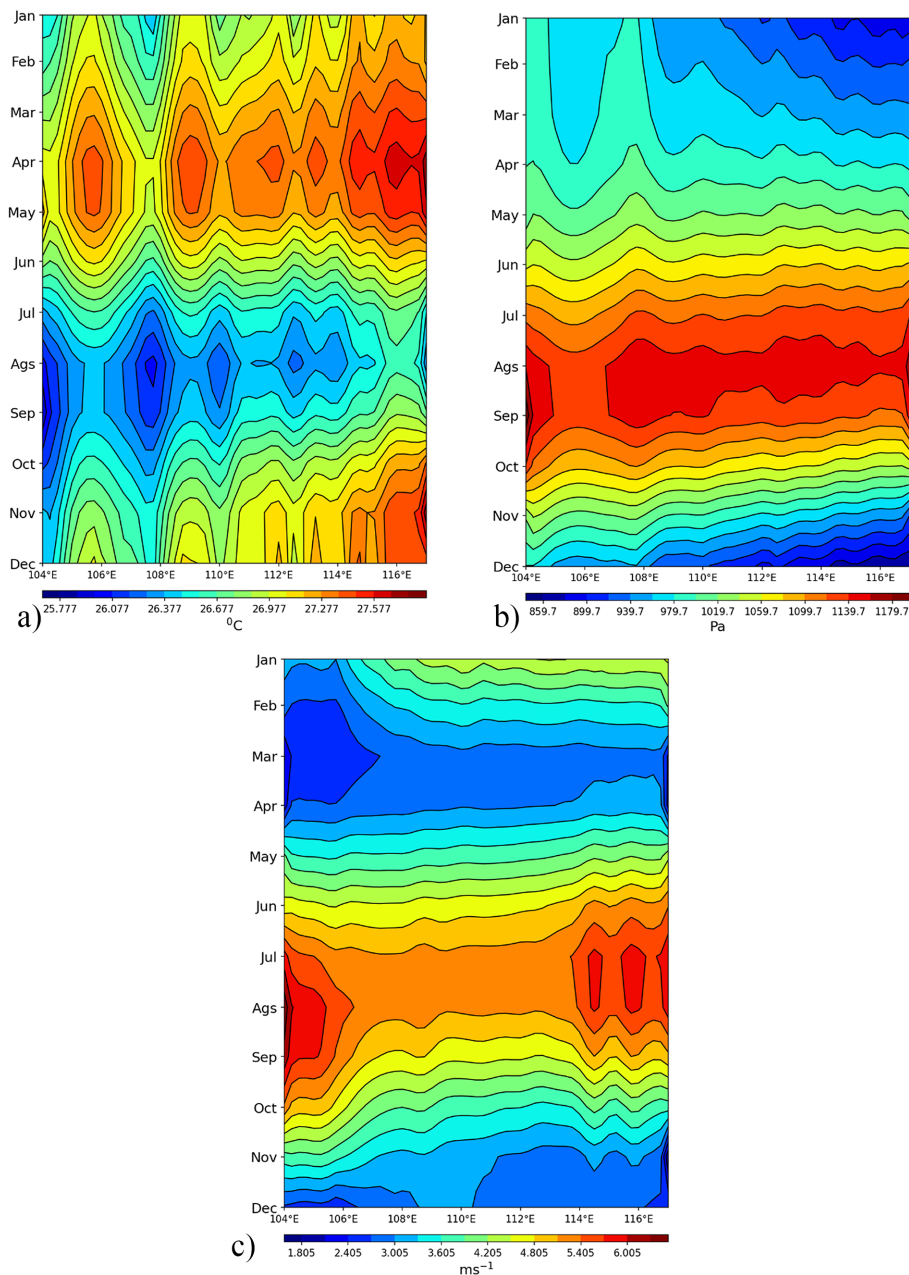 a)
Jan
Feb
Mar
Apr
May
Jun
Jul
Ags
Sep
Oct
Nov
Dec
104°E 106°E 108°E 110°E 112°E 114°E 116°E
25.777 26.077 26.377 26.677 26.977 27.277 27.577
⁰C
b)
Jan
Feb
Mar
Apr
May
Jun
Jul
Ags
Sep
Oct
Nov
Dec
104°E 106°E 108°E 110°E 112°E 114°E 116°E
859.7 899.7 939.7 979.7 1019.7 1059.7 1099.7 1139.7 1179.7
Pa
Jan
Feb
Mar
Apr
May
Jun
Jul
Ags
Sep
Oct
Nov
Dec
104°E 106°E 108°E 110°E 112°E 114°E 116°E
c)
1.805 2.405 3.005 3.605 4.205 4.805 5.405 6.005
ms⁻¹